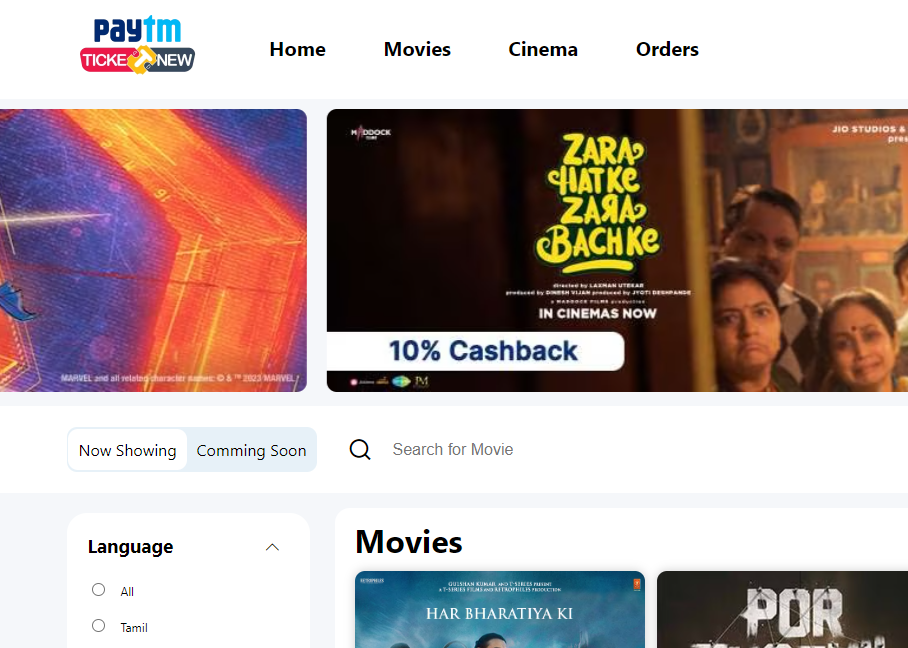 paytm
TICKETNEW
Home Movies Cinema Orders
MADDOCK
JIO STUDIOS &
ZARA
HATKE
ZARA
BACHKE
directed by LAXMAN UTEKAR
produced by DINESH VIJAN produced by JYOTI DESHPANDE
A MADDOCK FILMS production
IN CINEMAS NOW
10% Cashback
MARVEL and all related character names: © & ™ 2023 MARVEL
Now Showing Comming Soon Search for Movie
Language
All
Tamil
Movies
GULSHAN KUMAR AND T-SERIES PRESENT
A T-SERIES FILMS AND RETROPHILES PRODUCTION
HAR BHARATIYA KI
POR